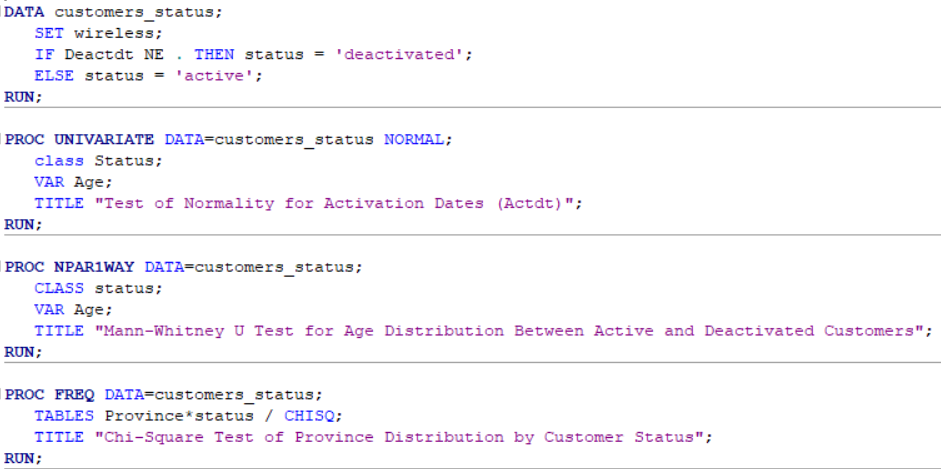 DATA customers_status;
SET wireless;
IF Deactdt NE . THEN status = 'deactivated';
ELSE status = 'active';
RUN;
PROC UNIVARIATE DATA=customers_status NORMAL;
class Status;
VAR Age;
TITLE "Test of Normality for Activation Dates (Actdt)";
RUN;
PROC NPAR1WAY DATA=customers_status;
CLASS status;
VAR Age;
TITLE "Mann-Whitney U Test for Age Distribution Between Active and Deactivated Customers";
RUN;
PROC FREQ DATA=customers_status;
TABLES Province*status / CHISQ;
TITLE "Chi-Square Test of Province Distribution by Customer Status";
RUN;